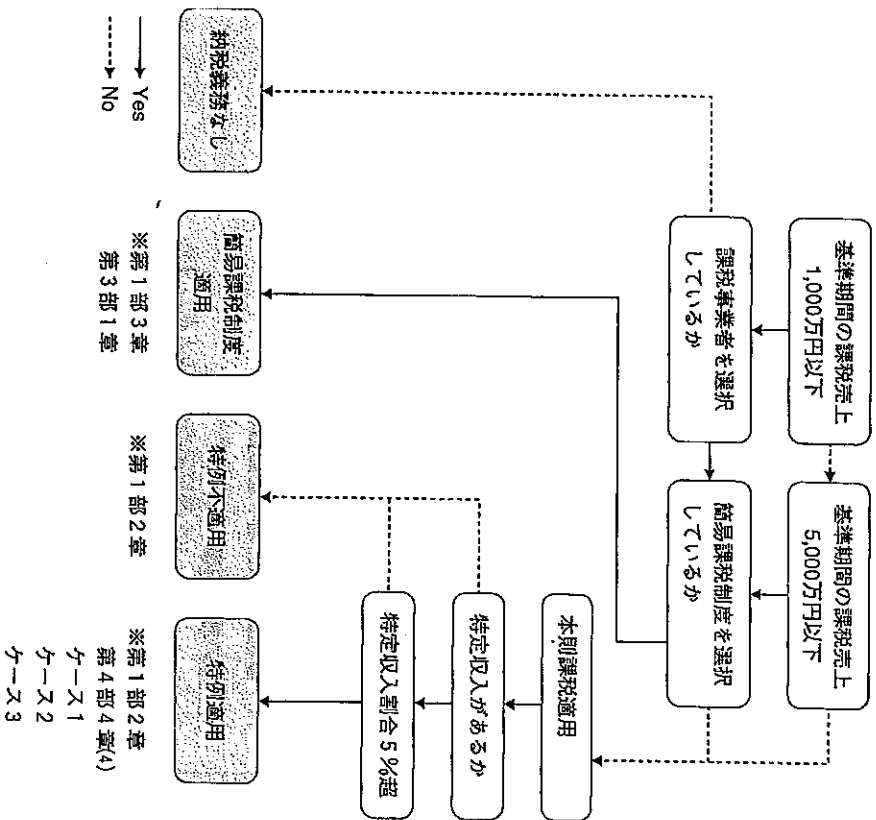 基準期間の課税売上
1,000万円以下
基準期間の課税売上
5,000万円以下
課税事業者を選択
しているか
簡易課税制度を選択
しているか
本則課税適用
特定収入があるか
特定収入割合5%超
納税義務なし
簡易課税制度
適用
特例不適用
特例適用
※第1部3章
第3部1章
※第1部2章
※第1部2章
第4部4章(4)
ケース1
ケース2
ケース3
Yes
No